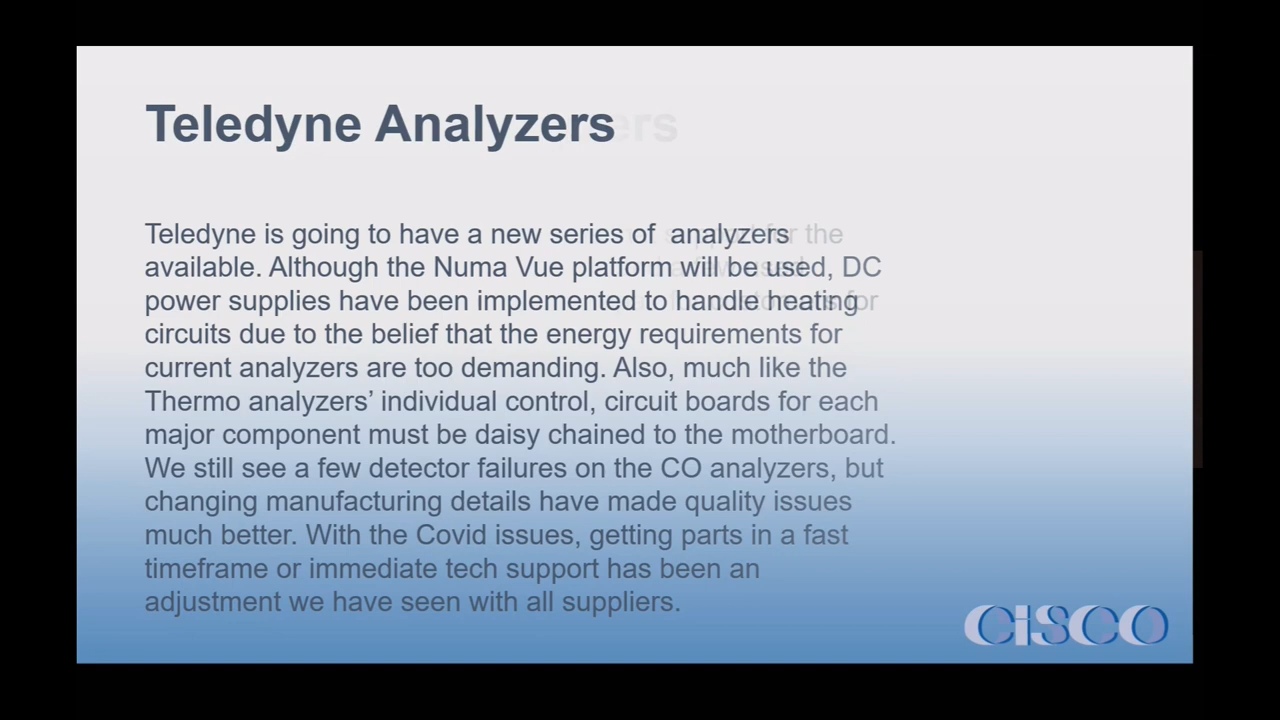 Teledyne Analyzers
Teledyne is going to have a new series of analyzers
available. Although the Numa Vue platform will be used, DC
power supplies have been implemented to handle heating
circuits due to the belief that the energy requirements for
current analyzers are too demanding. Also, much like the
Thermo analyzers’ individual control, circuit boards for each
major component must be daisy chained to the motherboard.
We still see a few detector failures on the CO analyzers, but
changing manufacturing details have made quality issues
much better. With the Covid issues, getting parts in a fast
timeframe or immediate tech support has been an
adjustment we have seen with all suppliers.
CISCO